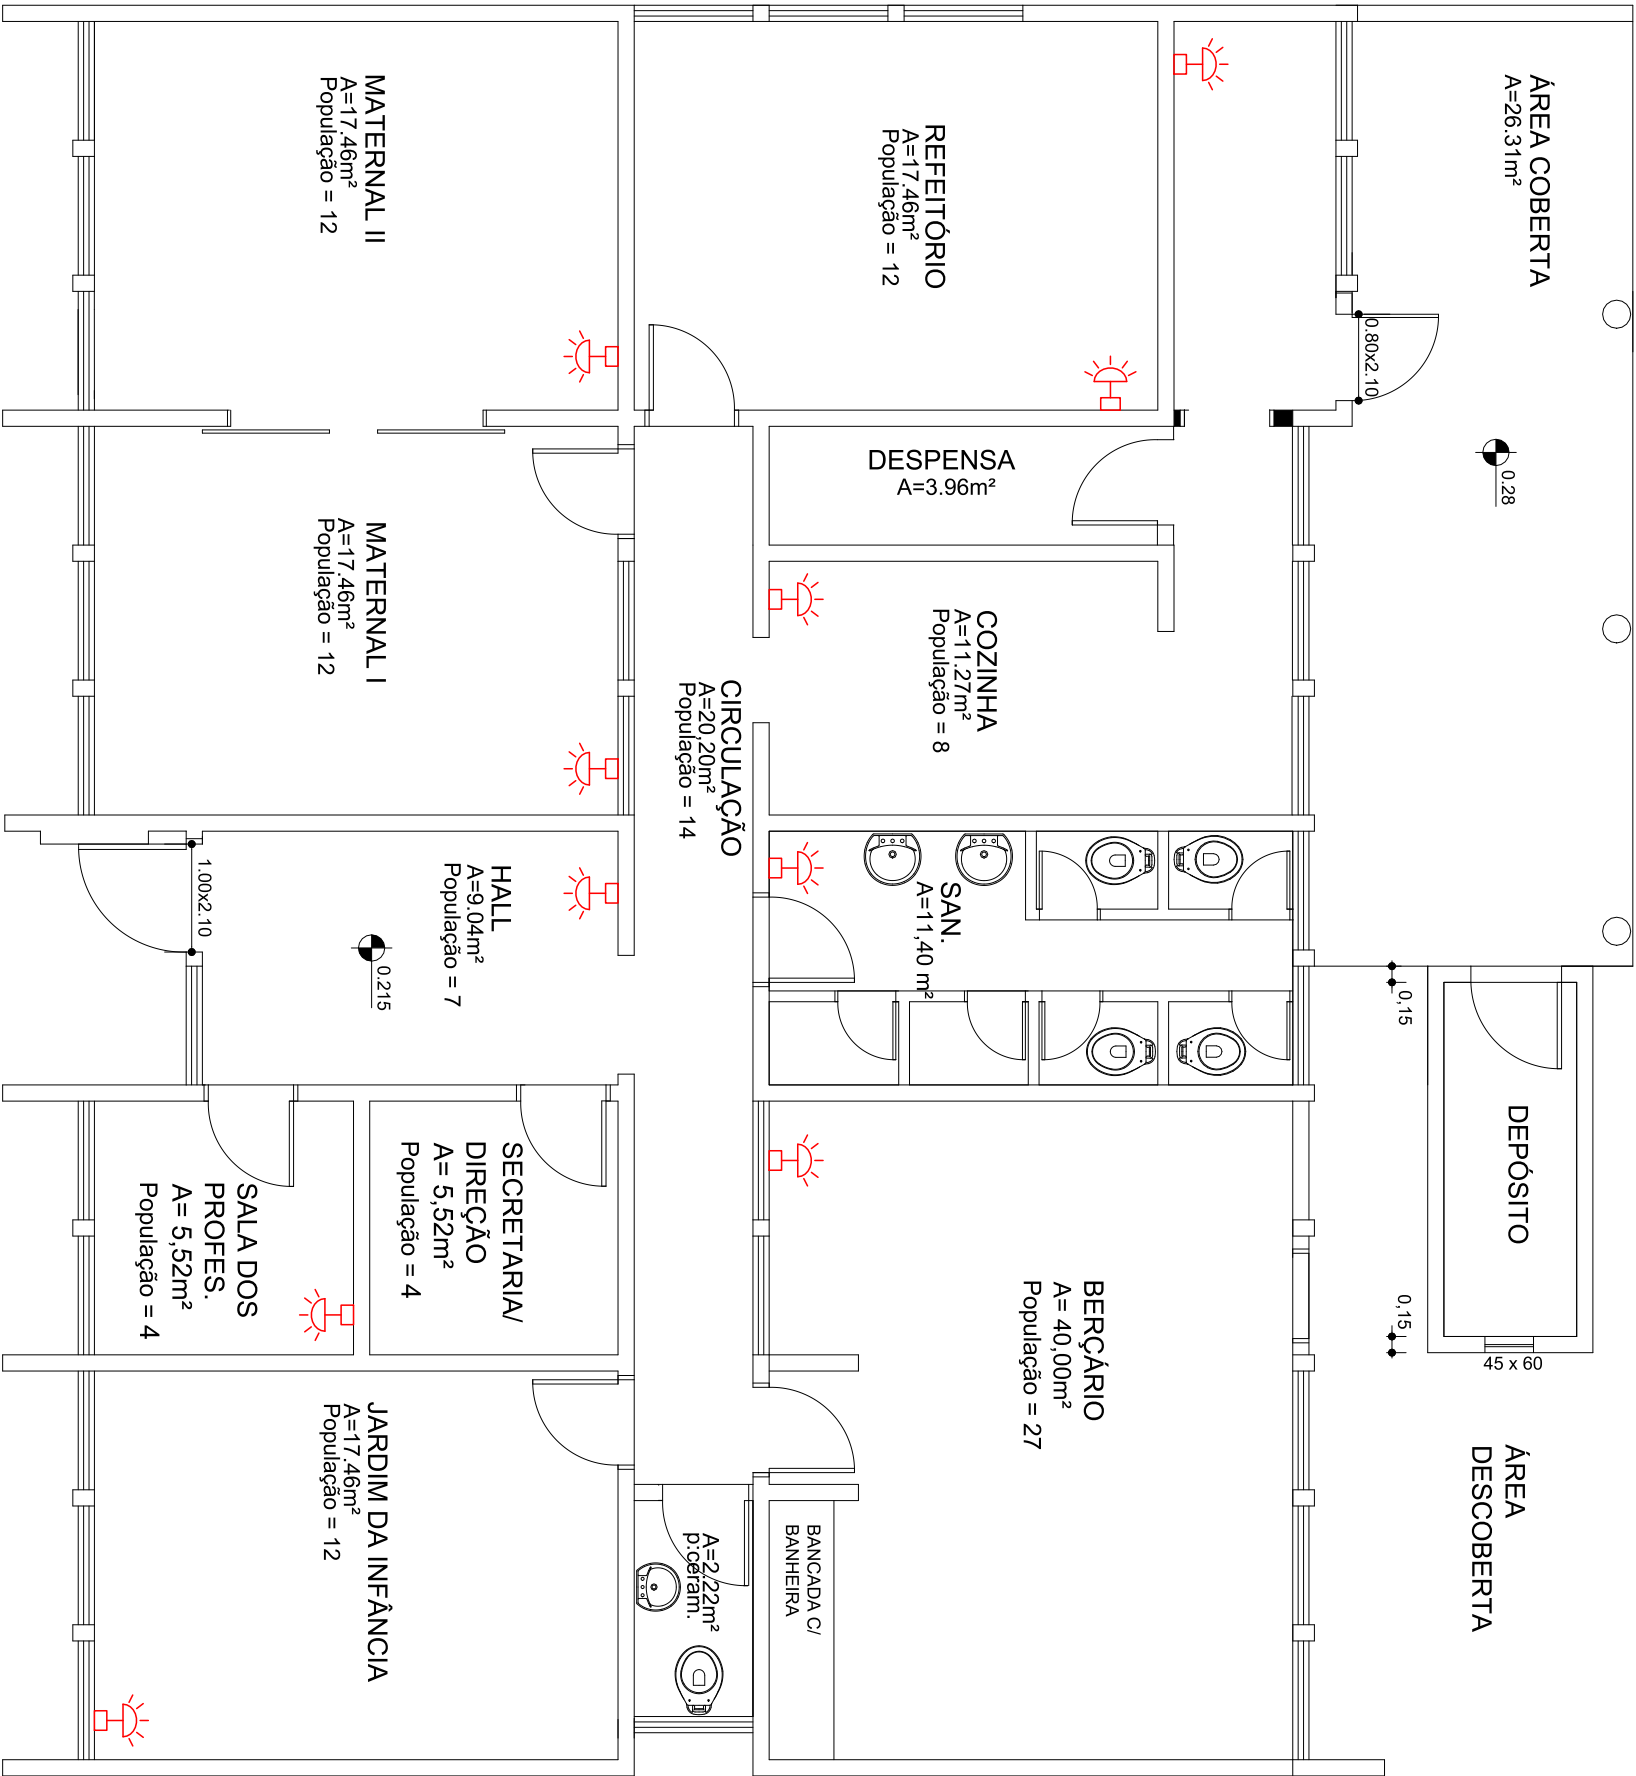 MATERNAL II
A=17.46m²
População = 12
REFEITÓRIO
A=17.46m²
População = 12
ÁREA COBERTA
A=26.31m²
0.80x2.10
0.28
DESPENSA
A=3.96m²
MATERNAL I
A=17.46m²
População = 12
COZINHA
A=11.27m²
População = 8
CIRCULAÇÃO
A=20,20m²
População = 14
1.00x2.10
HALL
A=9.04m²
População = 7
0.215
SAN.
A=11,40 m²
0,15
DEPÓSITO
0,15
45 x 60
SECRETARIA/
DIREÇÃO
A= 5,52m²
População = 4
SALA DOS
PROFES.
A= 5,52m²
População = 4
BERÇÁRIO
A= 40,00m²
População = 27
JARDIM DA INFÂNCIA
A=17.46m²
População = 12
A=2.22m²
p:ceram.
BANCADA C/
BANHEIRA
ÁREA
DESCOBERTA